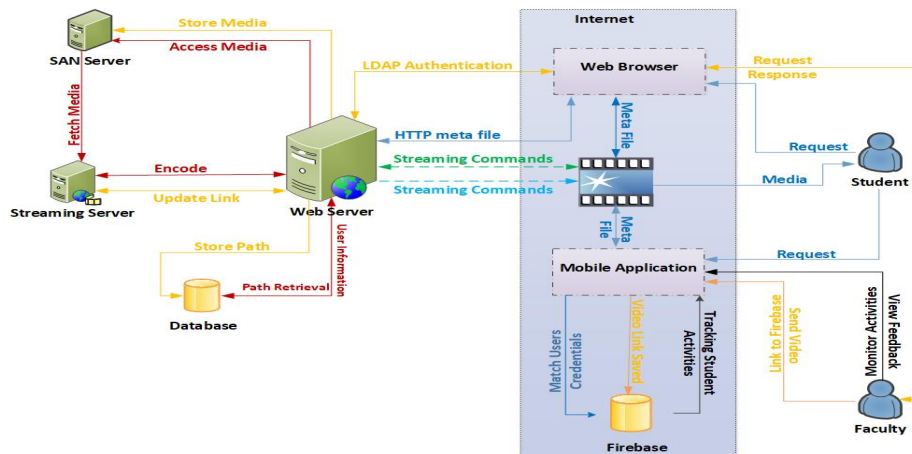 Internet
Store Media
Access Media
SAN Server
LDAP Authentication
Web Browser
Request
Response
Fetch Media
HTTP meta file
Meta File
Streaming Commands
Request
Encode
Streaming Commands
Media
Student
Streaming Server
Update Link
Web Server
Meta
File
Store Path
User Information
Request
Mobile Application
Path Retrieval
Database
Match Users
Credentials
Video Link Saved
Tracking Student
Activities
Send Video
Link to Firebase
View Feedback
Monitor Activities
Firebase
Faculty